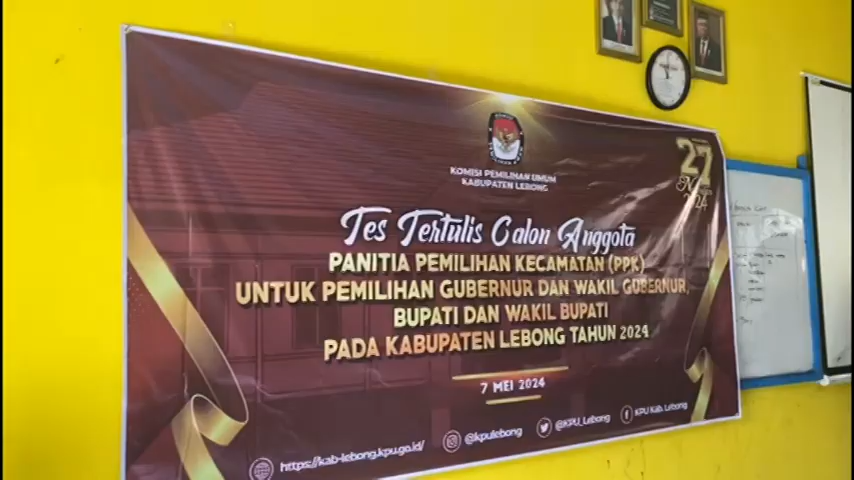 KOMISI PEMILIHAN UMUM
KABUPATEN LEBONG
27
2024
Tes Tertulis Calon Anggota
PANITIA PEMILIHAN KECAMATAN (PPK)
UNTUK PEMILIHAN GUBERNUR DAN WAKIL GUBERNUR,
BUPATI DAN WAKIL BUPATI
PADA KABUPATEN LEBONG TAHUN 2024
7 MEI 2024
https://kab-lebong.kpu.go.id/
@kpulebong
@KPU_Lebong
KPU Kab. Lebong